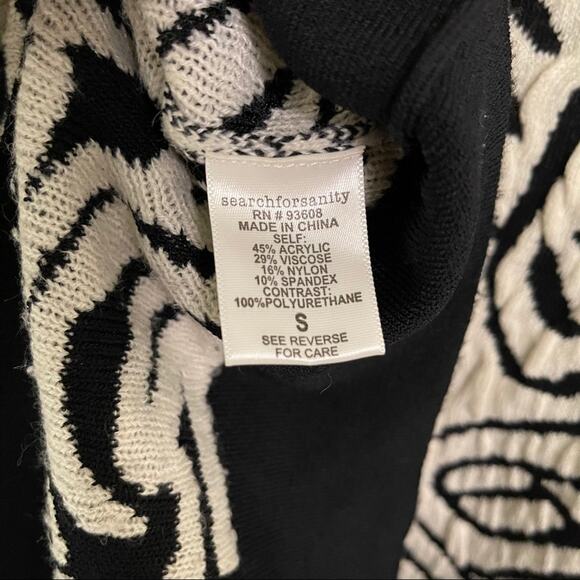 searchforsanity
RN # 93608
MADE IN CHINA
SELF:
45% ACRYLIC
29% VISCOSE
16% NYLON
10% SPANDEX
CONTRAST:
100%POLYURETHANE
S
SEE REVERSE
FOR CARE